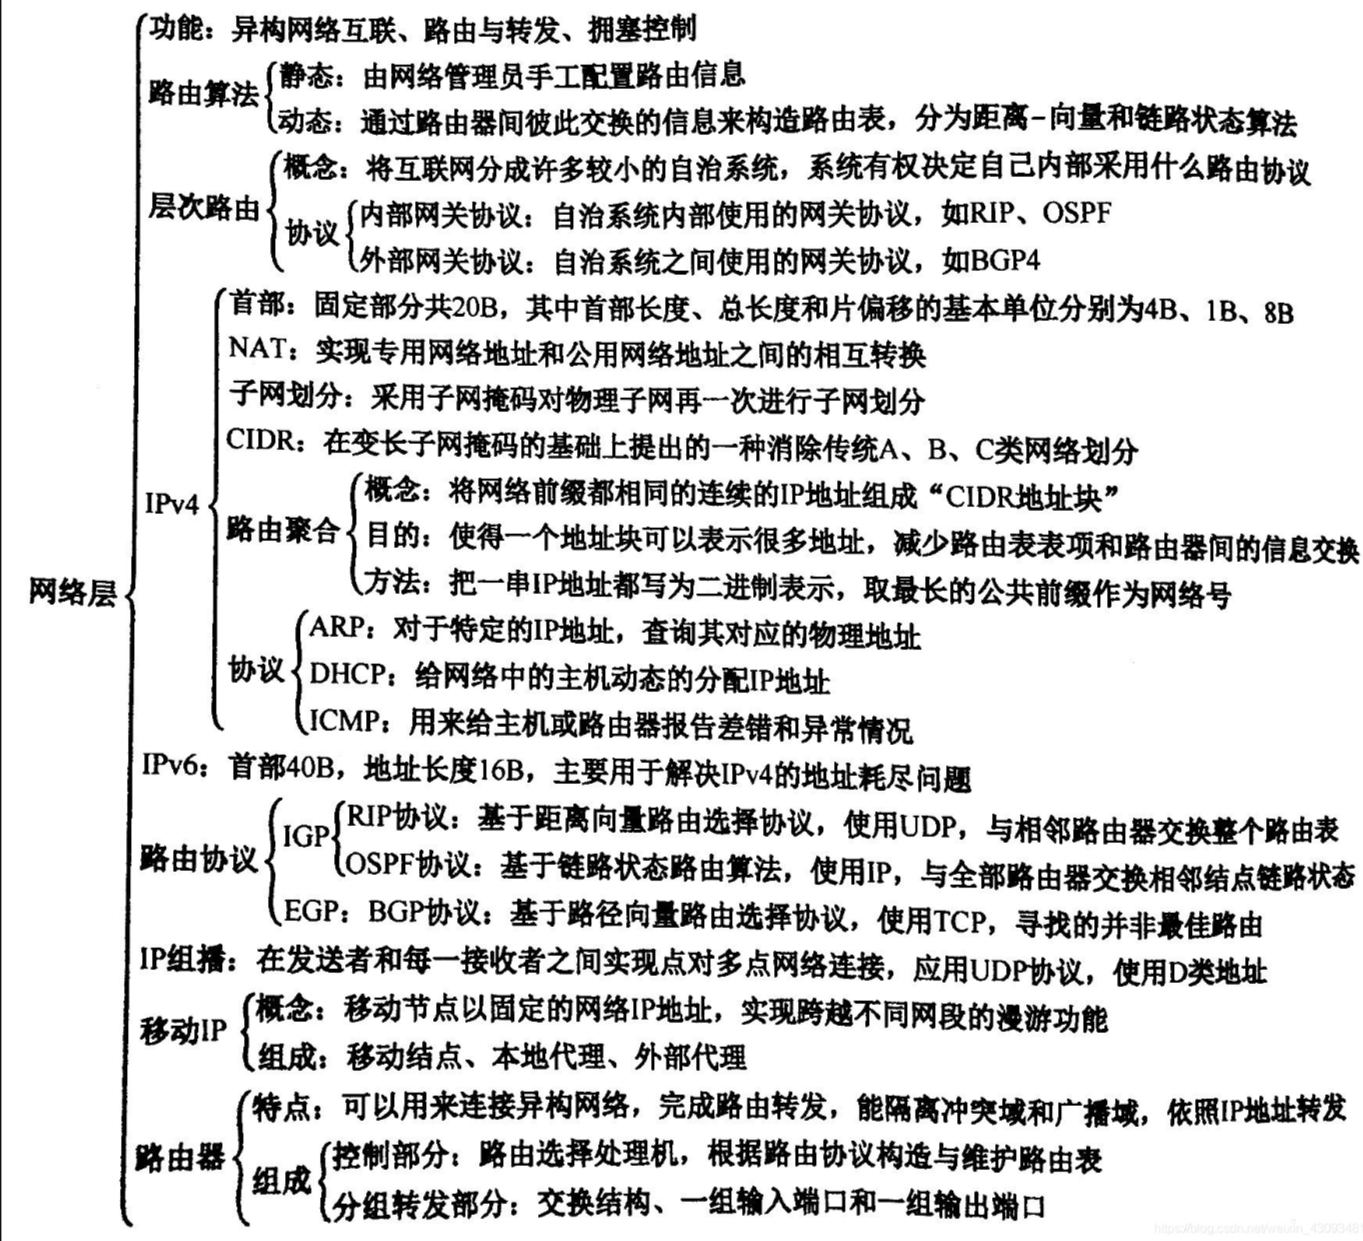 功能：异构网络互联、路由与转发、拥塞控制
路由算法
静态：由网络管理员手工配置路由信息
动态：通过路由器间彼此交换的信息来构造路由表，分为距离-向量和链路状态算法
层次路由
概念：将互联网分成许多较小的自治系统，系统有权决定自己内部采用什么路由协议
协议
内部网关协议：自治系统内部使用的网关协议，如RIP、OSPF
外部网关协议：自治系统之间使用的网关协议，如BGP4
网络层
IPv4
首部：固定部分共20B，其中首部长度、总长度和片偏移的基本单位分别为4B、1B、8B
NAT：实现专用网络地址和公用网络地址之间的相互转换
子网划分：采用子网掩码对物理子网再一次进行子网划分
CIDR：在变长子网掩码的基础上提出的一种消除传统A、B、C类网络划分
路由聚合
概念：将网络前缀都相同的连续的IP地址组成“CIDR地址块”
目的：使得一个地址块可以表示很多地址，减少路由表表项和路由器间的信息交换
方法：把一串IP地址都写为二进制表示，取最长的公共前缀作为网络号
协议
ARP：对于特定的IP地址，查询其对应的物理地址
DHCP：给网络中的主机动态的分配IP地址
ICMP：用来给主机或路由器报告差错和异常情况
IPv6：首部40B，地址长度16B，主要用于解决IPv4的地址耗尽问题
路由协议
IGP
RIP协议：基于距离向量路由选择协议，使用UDP，与相邻路由器交换整个路由表
OSPF协议：基于链路状态路由算法，使用IP，与全部路由器交换相邻结点链路状态
EGP：BGP协议：基于路径向量路由选择协议，使用TCP，寻找的并非最佳路由
IP组播：在发送者和每一接收者之间实现点对多点网络连接，应用UDP协议，使用D类地址
移动IP
概念：移动节点以固定的网络IP地址，实现跨越不同网段的漫游功能
组成：移动结点、本地代理、外部代理
路由器
特点：可以用来连接异构网络，完成路由转发，能隔离冲突域和广播域，依照IP地址转发
组成
控制部分：路由选择处理机，根据路由协议构造与维护路由表
分组转发部分：交换结构、一组输入端口和一组输出端口
https://blog.csdn.net/weixin_43093481